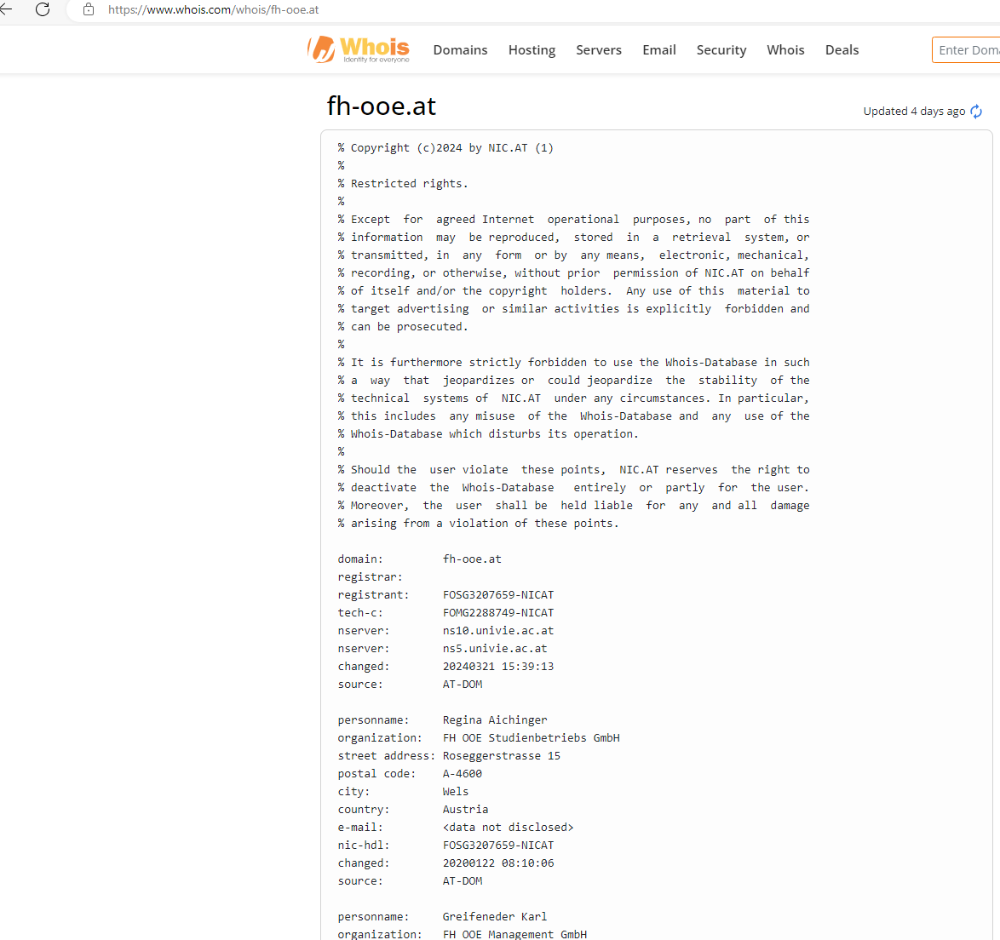 https://www.whois.com/whois/fh-ooe.at
Whois
Identity for everyone
Domains Hosting Servers Email Security Whois Deals
Enter Doma
fh-ooe.at
Updated 4 days ago
% Copyright (c)2024 by NIC.AT (1)
%
% Restricted rights.
%
% Except  for  agreed Internet  operational  purposes, no  part  of this
% information  may  be reproduced,  stored  in  a  retrieval  system, or
% transmitted, in  any  form  or by  any means,  electronic, mechanical,
% recording, or otherwise, without prior  permission of NIC.AT on behalf
% of itself and/or the copyright  holders.  Any use of this  material to
% target advertising  or similar activities is explicitly  forbidden and
% can be prosecuted.
%
% It is furthermore strictly forbidden to use the Whois-Database in such
% a  way  that  jeopardizes or  could jeopardize  the  stability  of the
% technical  systems of  NIC.AT  under any circumstances. In particular,
% this includes  any misuse  of the  Whois-Database and  any  use of the
% Whois-Database which disturbs its operation.
%
% Should the  user violate  these points,  NIC.AT reserves  the right to
% deactivate  the  Whois-Database   entirely  or  partly  for  the user.
% Moreover,  the  user  shall be  held liable  for  any  and all  damage
% arising from a violation of these points.
domain:         fh-ooe.at
registrar:
registrant:     FOSG3207659-NICAT
tech-c:         FOMG2288749-NICAT
nserver:        ns10.univie.ac.at
nserver:        ns5.univie.ac.at
changed:        20240321 15:39:13
source:         AT-DOM
personname:     Regina Aichinger
organization:   FH OOE Studienbetriebs GmbH
street address: Roseggerstrasse 15
postal code:    A-4600
city:           Wels
country:        Austria
e-mail:         <data not disclosed>
nic-hdl:        FOSG3207659-NICAT
changed:        20200122 08:10:06
source:         AT-DOM
personname:     Greifeneder Karl
organization:   FH OOE Management GmbH